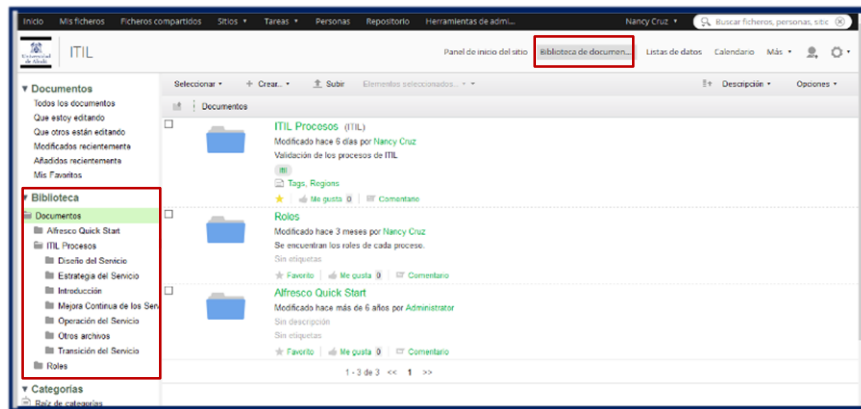 Inicio Mis ficheros Ficheros compartidos Sitios Tareas Personas Repositorio Herramientas de admi... Nancy Cruz Buscar ficheros, personas, sitic
Universidad de Alcalá
ITIL Panel de inicio del sitio Biblioteca de documen... Listas de datos Calendario Más
Seleccionar + Crear.. Subir Elementos seleccionados... Descripción Opciones
Documentos
Documentos
Todos los documentos
Que estoy editando
Que otros están editando
Modificados recientemente
Añadidos recientemente
Mis Favoritos
Biblioteca
Documentos
Alfresco Quick Start
ITIL Procesos
Diseño del Servicio
Estrategia del Servicio
Introducción
Mejora Continua de los Serv
Operación del Servicio
Otros archivos
Transición del Servicio
Roles
Categorías
Raíz de categorías
ITIL Procesos (ITIL)
Modificado hace 6 días por Nancy Cruz
Validación de los procesos de ITIL
Tags, Regions
Me gusta 0 Comentario
Roles
Modificado hace 3 meses por Nancy Cruz
Se encuentran los roles de cada proceso.
Sin etiquetas
Favorito Me gusta 0 Comentario
Alfresco Quick Start
Modificado hace más de 6 años por Administrator
Sin descripción
Sin etiquetas
Favorito Me gusta 0 Comentario
1 - 3 de 3 << 1 >>